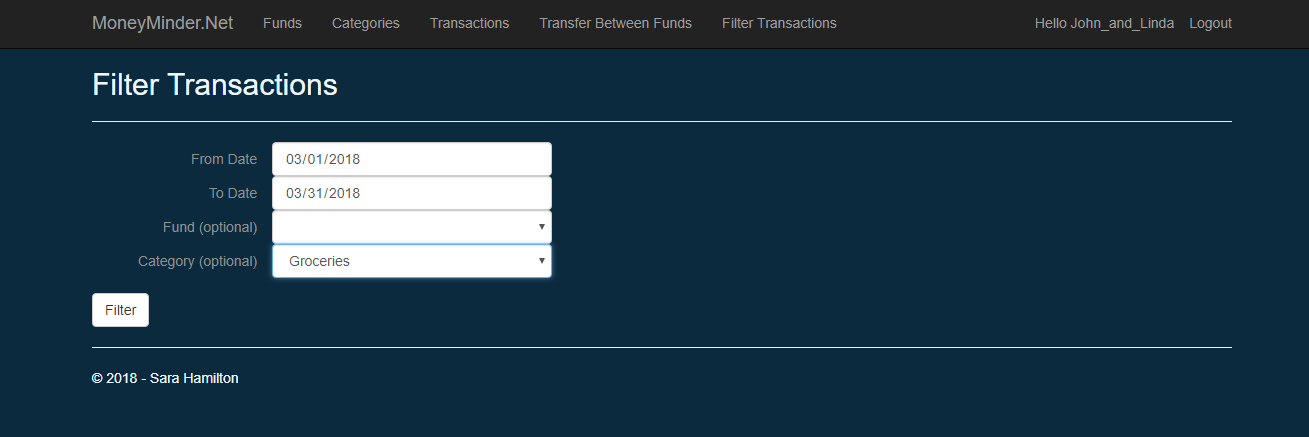 MoneyMinder.Net Funds Categories Transactions Transfer Between Funds Filter Transactions Hello John_and_Linda Logout
Filter Transactions
From Date 03/01/2018
To Date 03/31/2018
Fund (optional)
Category (optional) Groceries
Filter
© 2018 - Sara Hamilton